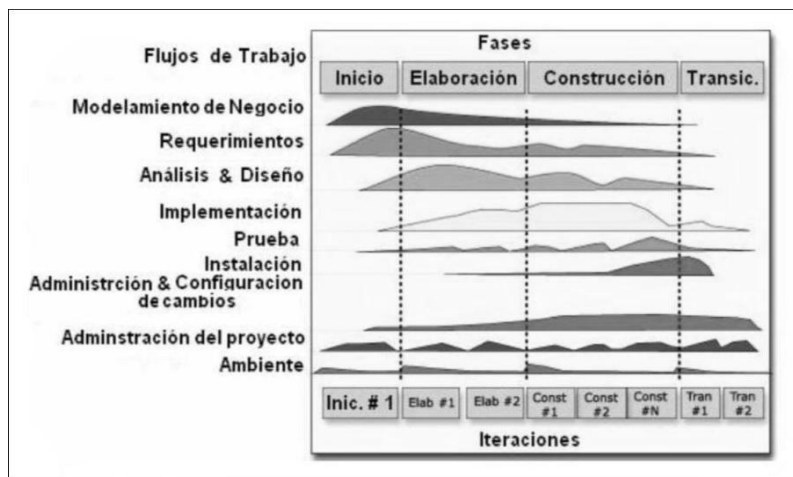 Fases
Flujos de Trabajo
Inicio Elaboración Construcción Transic.
Modelamiento de Negocio
Requerimientos
Análisis & Diseño
Implementación
Prueba
Instalación
Administrción & Configuracion
de cambios
Adminstración del proyecto
Ambiente
Inic. # 1 Elab #1 Elab #2 Const #1 Const #2 Const #N Tran #1 Tran #2
Iteraciones